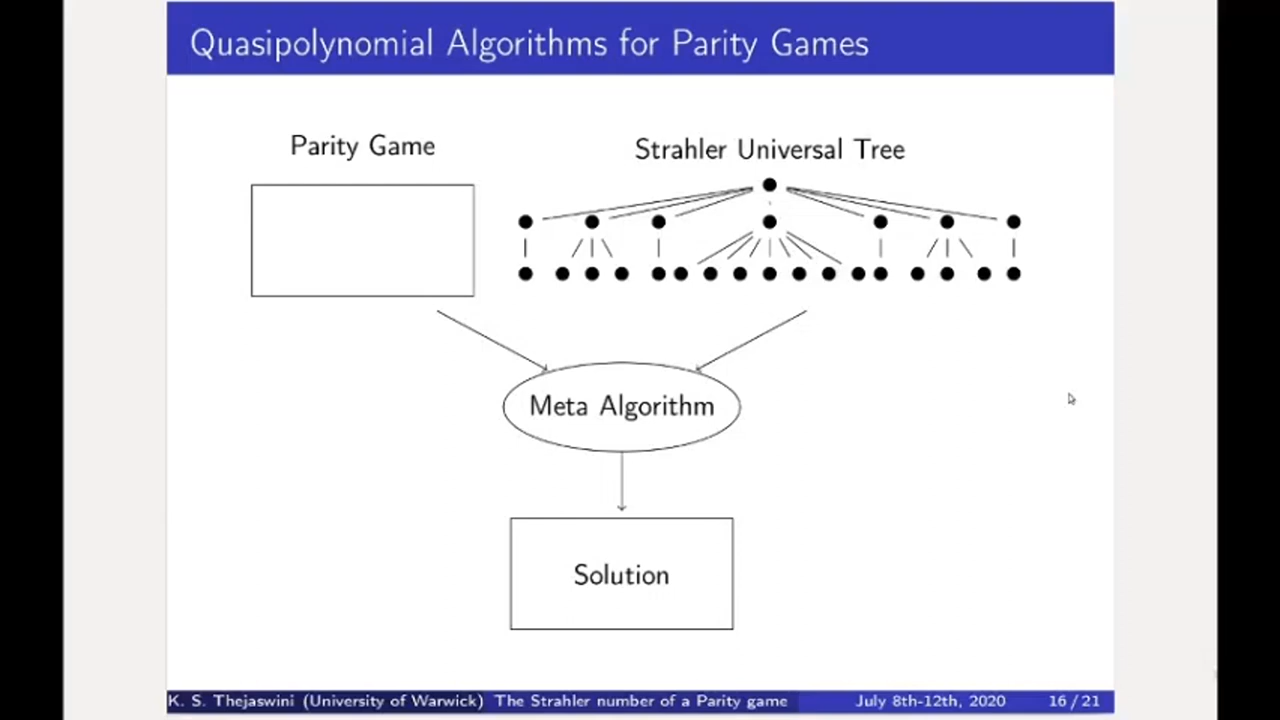 Quasipolynomial Algorithms for Parity Games
Parity Game
Strahler Universal Tree
Meta Algorithm
Solution
K. S. Thejaswini (University of Warwick) The Strahler number of a Parity game July 8th-12th, 2020 16 / 21